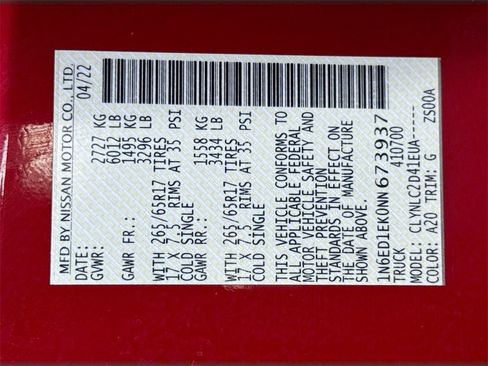 MFD BY NISSAN MOTOR CO., LTD.
DATE: 04/22
GVWR: 2727 KG
6012 LB
GAWR FR.: 1495 KG
3296 LB
WITH 265/65R17 TIRES
17 X 7.5 RIMS AT 35 PSI
COLD SINGLE
GAWR RR.: 1558 KG
3434 LB
WITH 265/65R17 TIRES
17 X 7.5 RIMS AT 35 PSI
COLD SINGLE
THIS VEHICLE CONFORMS TO
ALL APPLICABLE FEDERAL
MOTOR VEHICLE SAFETY AND
THEFT PREVENTION
STANDARDS IN EFFECT ON
THE DATE OF MANUFACTURE
SHOWN ABOVE.
1N6ED1EK0NN673937
TRUCK 410700
MODEL: CLYNLC2D41EUA-----
COLOR: A20 TRIM: G ZS00A